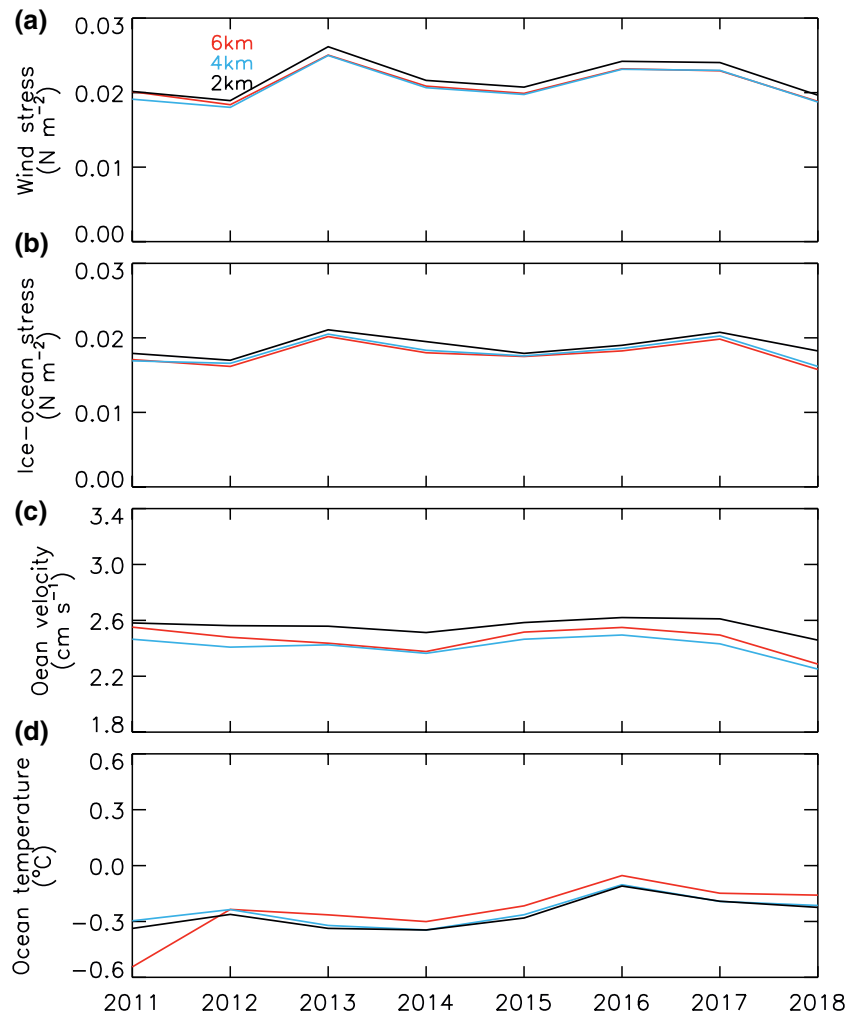 (a)
0.03
0.02
0.01
0.00
Wind stress
(N m⁻²)
6km
4km
2km
(b)
0.03
0.02
0.01
0.00
Ice-ocean stress
(N m⁻²)
(c)
3.4
3.0
2.6
2.2
1.8
Oean velocity
(cm s⁻¹)
(d)
0.6
0.3
0.0
-0.3
-0.6
Ocean temperature
(°C)
2011 2012 2013 2014 2015 2016 2017 2018